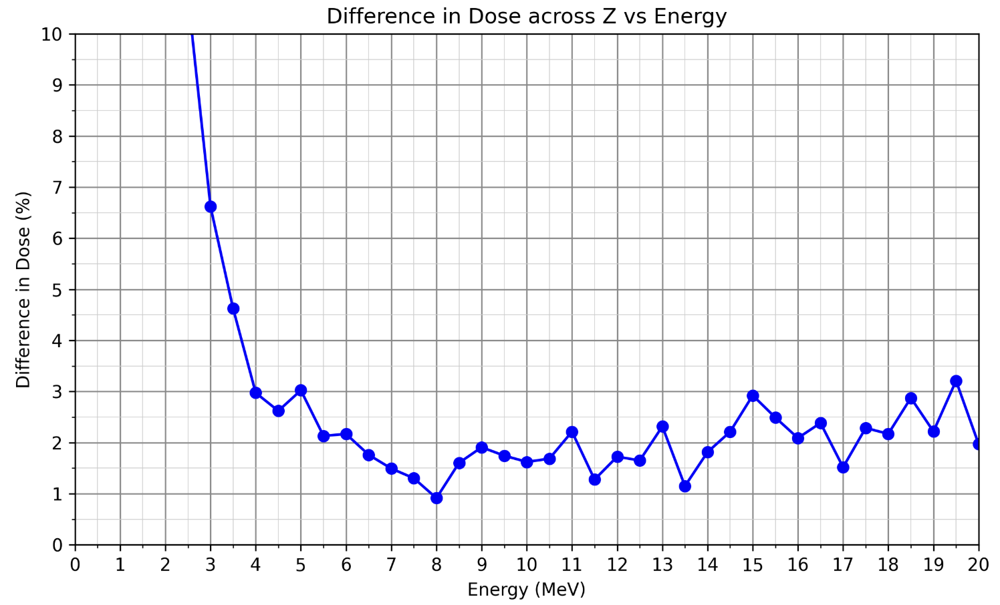 Difference in Dose across Z vs Energy
10
9
8
7
6
5
4
3
2
1
0
Difference in Dose (%)
0 1 2 3 4 5 6 7 8 9 10 11 12 13 14 15 16 17 18 19 20
Energy (MeV)